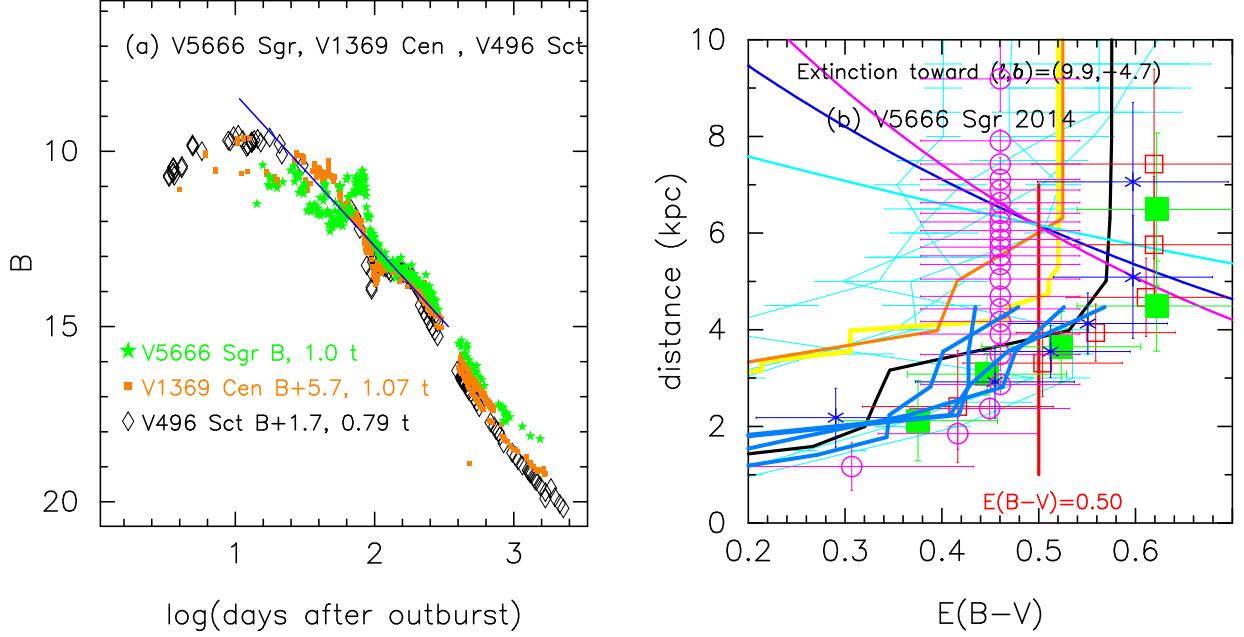 (a) V5666 Sgr, V1369 Cen , V496 Sct
B
10
15
20
V5666 Sgr B, 1.0 t
V1369 Cen B+5.7, 1.07 t
V496 Sct B+1.7, 0.79 t
1 2 3
log(days after outburst)
Extinction toward (l,b)=(9.9,−4.7)
(b) V5666 Sgr 2014
distance (kpc)
10
8
6
4
2
0
E(B−V)=0.50
0.2 0.3 0.4 0.5 0.6
E(B−V)